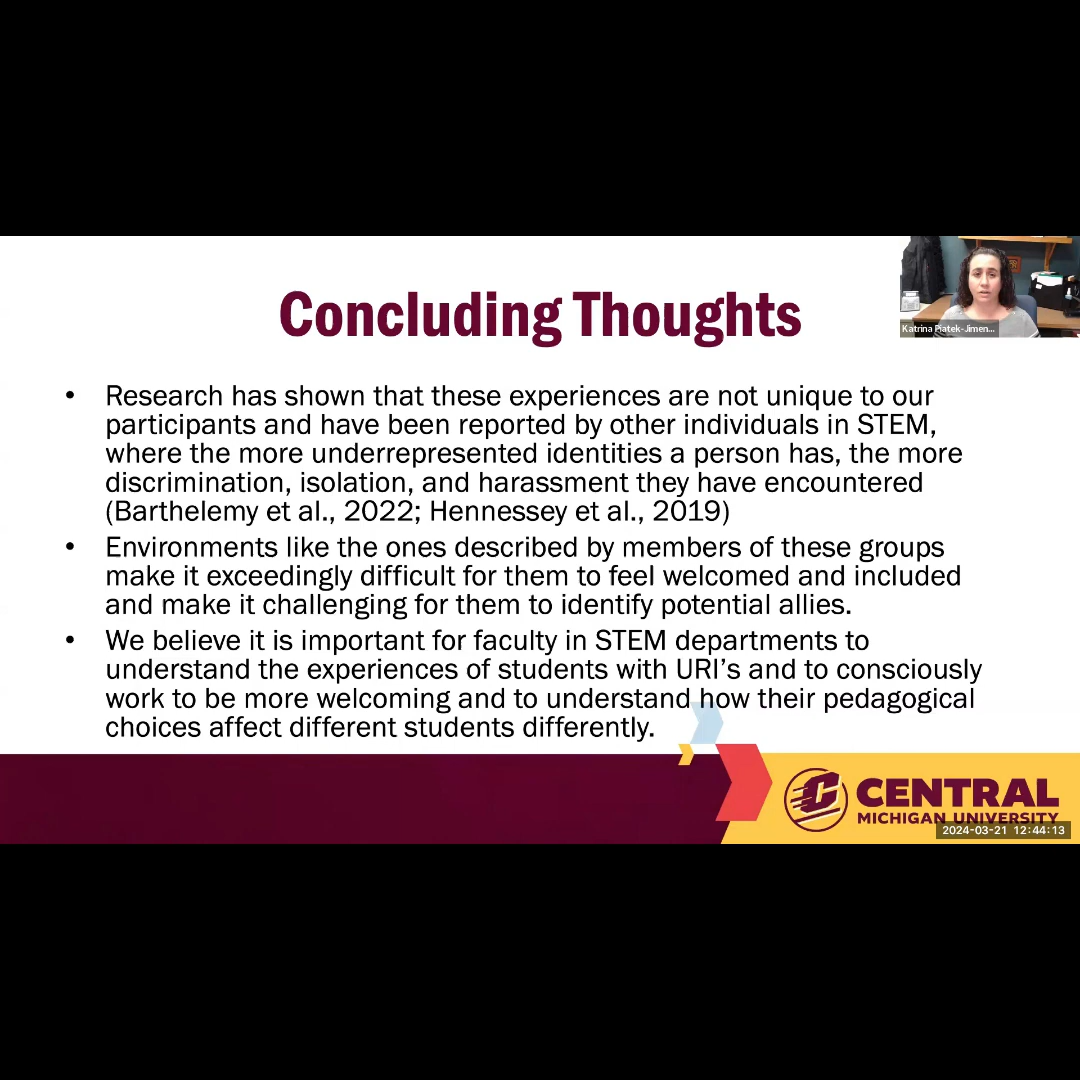 Concluding Thoughts
Katrina Piatek-Jimen...
• Research has shown that these experiences are not unique to our
participants and have been reported by other individuals in STEM,
where the more underrepresented identities a person has, the more
discrimination, isolation, and harassment they have encountered
(Barthelemy et al., 2022; Hennessey et al., 2019)
• Environments like the ones described by members of these groups
make it exceedingly difficult for them to feel welcomed and included
and make it challenging for them to identify potential allies.
• We believe it is important for faculty in STEM departments to
understand the experiences of students with URI’s and to consciously
work to be more welcoming and to understand how their pedagogical
choices affect different students differently.
C
CENTRAL
MICHIGAN UNIVERSITY
2024-03-21 12:44:13